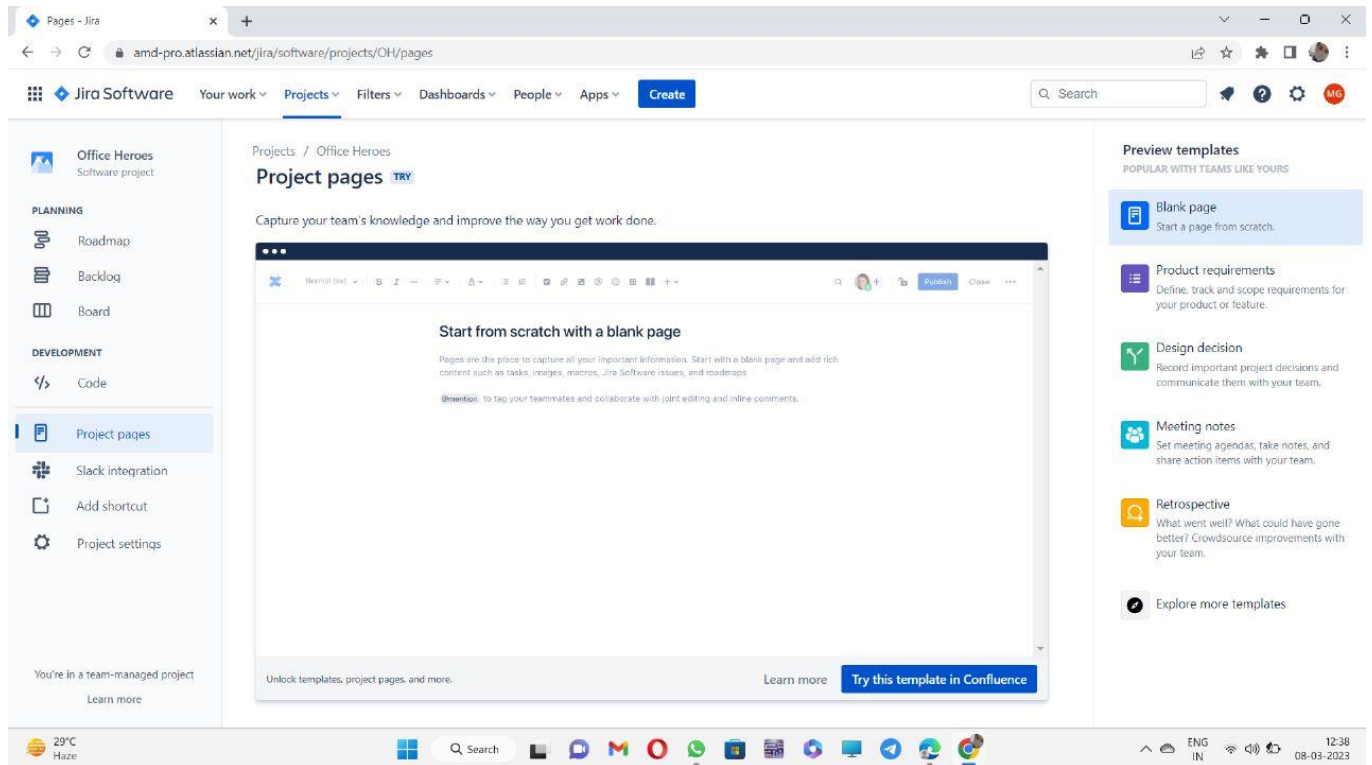 Pages - Jira
amd-pro.atlassian.net/jira/software/projects/OH/pages
Jira Software Your work Projects Filters Dashboards People Apps Create Search MG
Office Heroes
Software project
PLANNING
Roadmap
Backlog
Board
DEVELOPMENT
Code
Project pages
Slack integration
Add shortcut
Project settings
You're in a team-managed project
Learn more
Projects / Office Heroes
Project pages TRY
Capture your team's knowledge and improve the way you get work done.
Normal text B I A Publish Close
Start from scratch with a blank page
Pages are the place to capture all your important information. Start with a blank page and add rich
content such as tasks, images, macros, Jira Software issues, and roadmaps
@mention to tag your teammates and collaborate with joint editing and inline comments.
Unlock templates, project pages, and more. Learn more Try this template in Confluence
Preview templates
POPULAR WITH TEAMS LIKE YOURS
Blank page
Start a page from scratch.
Product requirements
Define, track and scope requirements for
your product or feature.
Design decision
Record important project decisions and
communicate them with your team.
Meeting notes
Set meeting agendas, take notes, and
share action items with your team.
Retrospective
What went well? What could have gone
better? Crowdsource improvements with
your team.
Explore more templates
29°C
Haze
Search
ENG
IN
12:38
08-03-2023